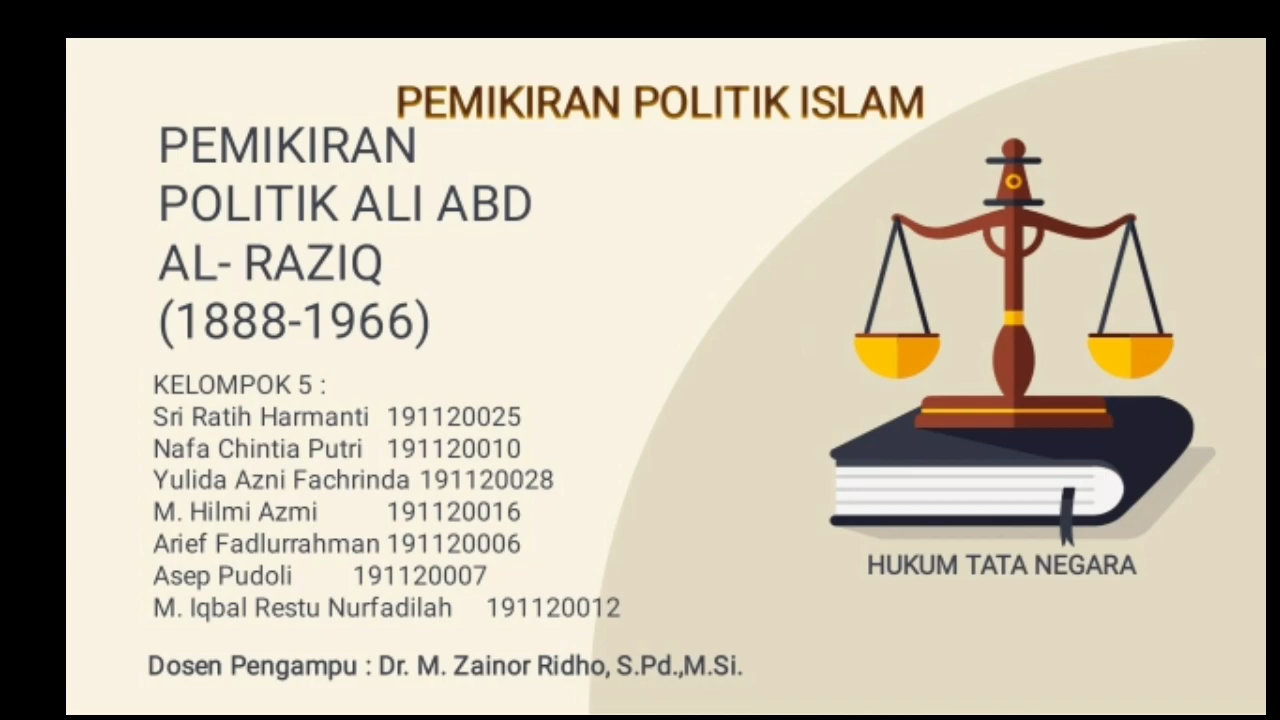 PEMIKIRAN POLITIK ISLAM
PEMIKIRAN
POLITIK ALI ABD
AL- RAZIQ
(1888-1966)
KELOMPOK 5 :
Sri Ratih Harmanti 191120025
Nafa Chintia Putri 191120010
Yulida Azni Fachrinda 191120028
M. Hilmi Azmi 191120016
Arief Fadlurrahman 191120006
Asep Pudoli 191120007
M. Iqbal Restu Nurfadilah 191120012
Dosen Pengampu : Dr. M. Zainor Ridho, S.Pd.,M.Si.
HUKUM TATA NEGARA